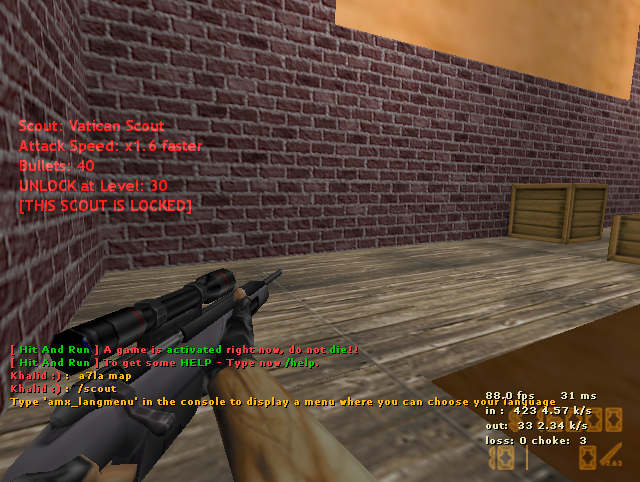 Scout: Vatican Scout
Attack Speed: x1.6 faster
Bullets: 40
UNLOCK at Level: 30
[THIS SCOUT IS LOCKED]
[ Hit And Run ] A game is activated right now, do not die!!
[ Hit And Run ] To get some HELP - Type now /help.
Khalid :) : a7la map
Khalid :) : /scout
Type 'amx_langmenu' in the console to display a menu where you can choose your language
88.0 fps 31 ms
in : 423 4.57 k/s
out: 33 2.34 k/s
loss: 0 choke: 3
7.62